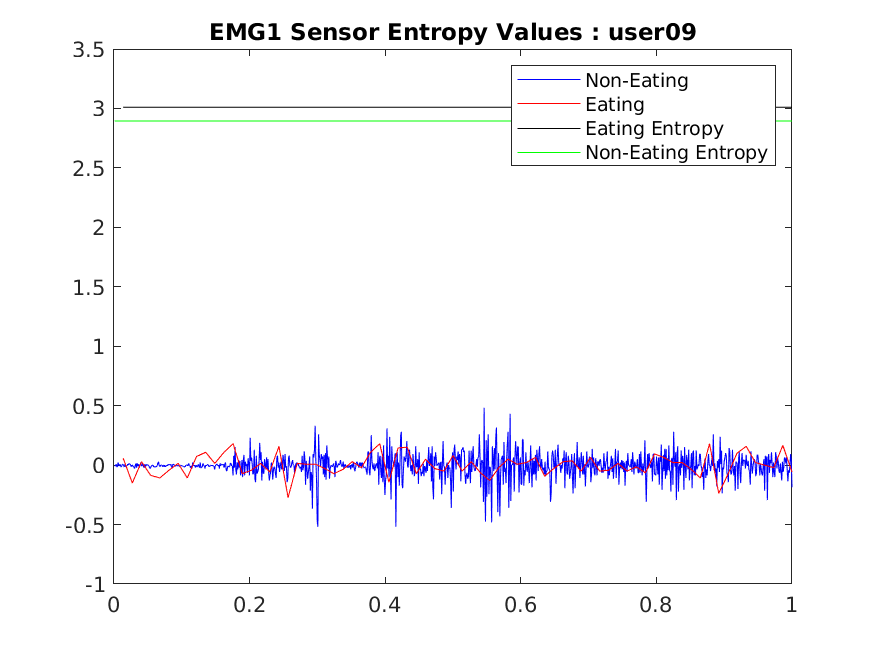 EMG1 Sensor Entropy Values : user09
3.5
3
2.5
2
1.5
1
0.5
0
-0.5
-1
Non-Eating
Eating
Eating Entropy
Non-Eating Entropy
0 0.2 0.4 0.6 0.8 1